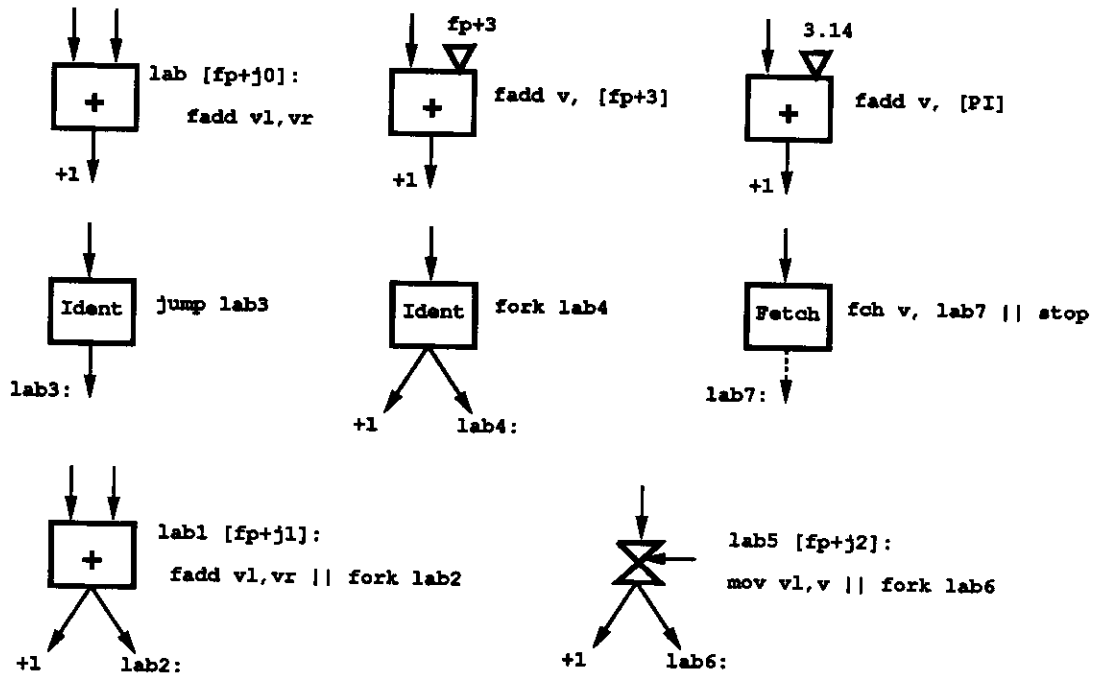 fp+3
3.14
lab [fp+j0]:
+
fadd vl,vr
+
fadd v, [fp+3]
+
fadd v, [PI]
+1
+1
+1
Ident
jump lab3
Ident
fork lab4
Fetch
fch v, lab7 || stop
lab3:
lab7:
+1
lab4:
lab1 [fp+j1]:
+
fadd vl,vr || fork lab2
lab5 [fp+j2]:
mov vl,v || fork lab6
+1
lab2:
+1
lab6: